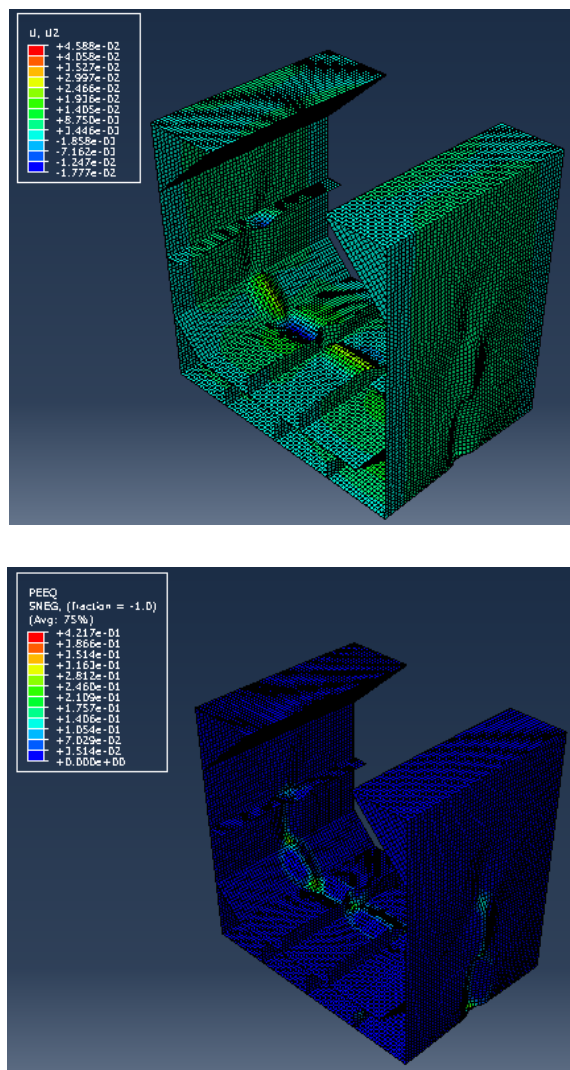 U, U2
+4.588e-02
+4.058e-02
+3.527e-02
+2.997e-02
+2.466e-02
+1.936e-02
+1.405e-02
+8.750e-03
+3.446e-03
-1.858e-03
-7.162e-03
-1.247e-02
-1.777e-02
PEEQ
SNEG, (fraction = -1.0)
(Avg: 75%)
+4.217e-01
+3.866e-01
+3.514e-01
+3.163e-01
+2.812e-01
+2.460e-01
+2.109e-01
+1.757e-01
+1.406e-01
+1.054e-01
+7.029e-02
+3.514e-02
+0.000e+00